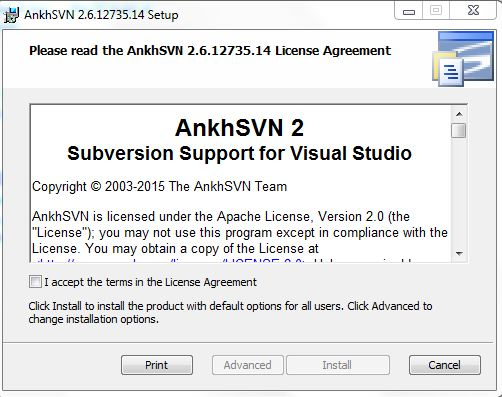 AnkhSVN 2.6.12735.14 Setup
Please read the AnkhSVN 2.6.12735.14 License Agreement
AnkhSVN 2
Subversion Support for Visual Studio
Copyright © 2003-2015 The AnkhSVN Team
AnkhSVN is licensed under the Apache License, Version 2.0 (the
"License"); you may not use this program except in compliance with the
License. You may obtain a copy of the License at
I accept the terms in the License Agreement
Click Install to install the product with default options for all users. Click Advanced to
change installation options.
Print
Advanced
Install
Cancel